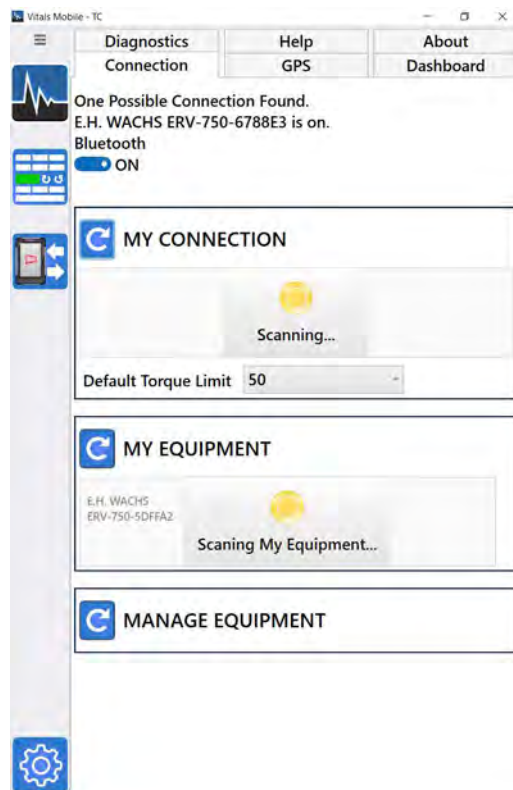 Vitals Mobile - TC
Diagnostics Help About
Connection GPS Dashboard
One Possible Connection Found.
E.H. WACHS ERV-750-6788E3 is on.
Bluetooth
ON
MY CONNECTION
Scanning...
Default Torque Limit 50
MY EQUIPMENT
E.H. WACHS
ERV-750-5DFFA2
Scaning My Equipment...
MANAGE EQUIPMENT